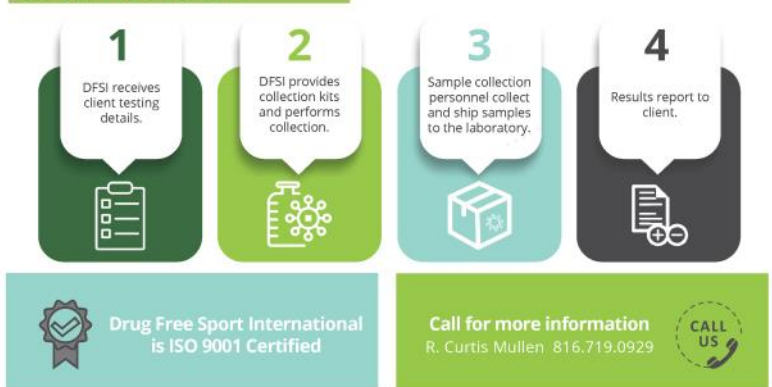 1
DFSI receives
client testing
details.
2
DFSI provides
collection kits
and performs
collection.
3
Sample collection
personnel collect
and ship samples
to the laboratory.
4
Results report to
client.
Drug Free Sport International
is ISO 9001 Certified
Call for more information
R. Curtis Mullen 816.719.0929
CALL
US